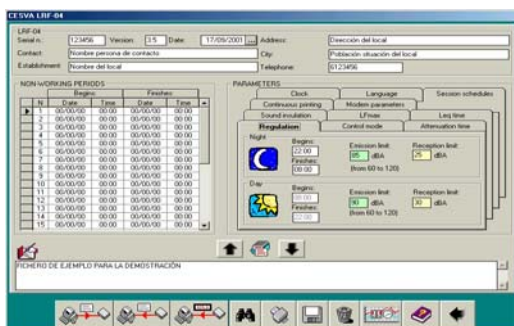 CESVA LRF-04
LRF-04
Serial n.: 123456 Version: 3.5 Date: 17/09/2001 ... Address: Dirección del local
Contact: Nombre persona de contacto City: Población situación del local
Establishment: Nombre del local Telephone: 6123456
NON WORKING PERIODS
Begins: Finishes:
N Date Time Date Time
1 00/00/00 00:00 00/00/00 00:00
2 00/00/00 00:00 00/00/00 00:00
3 00/00/00 00:00 00/00/00 00:00
4 00/00/00 00:00 00/00/00 00:00
5 00/00/00 00:00 00/00/00 00:00
6 00/00/00 00:00 00/00/00 00:00
7 00/00/00 00:00 00/00/00 00:00
8 00/00/00 00:00 00/00/00 00:00
9 00/00/00 00:00 00/00/00 00:00
10 00/00/00 00:00 00/00/00 00:00
11 00/00/00 00:00 00/00/00 00:00
12 00/00/00 00:00 00/00/00 00:00
13 00/00/00 00:00 00/00/00 00:00
14 00/00/00 00:00 00/00/00 00:00
15 00/00/00 00:00 00/00/00 00:00
PARAMETERS
Clock Language Session schedules
Continuous printing Modem parameters
Sound insulation LFmax Leq time
Regulation Control mode Attenuation time
Night
Begins: Emission limit: Reception limit:
22:00 85 dBA 25 dBA
Finishes: (from 60 to 120)
08:00
Day
Begins: Emission limit: Reception limit:
08:00 90 dBA 30 dBA
Finishes: (from 60 to 120)
22:00
FICHERO DE EJEMPLO PARA LA DEMOSTRACIÓN